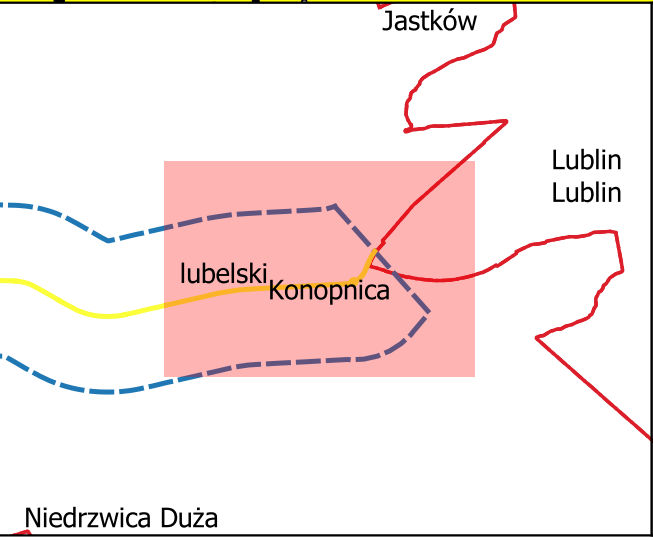 Jastków
Lublin
Lublin
lubelski
Konopnica
Niedrzwica Duża